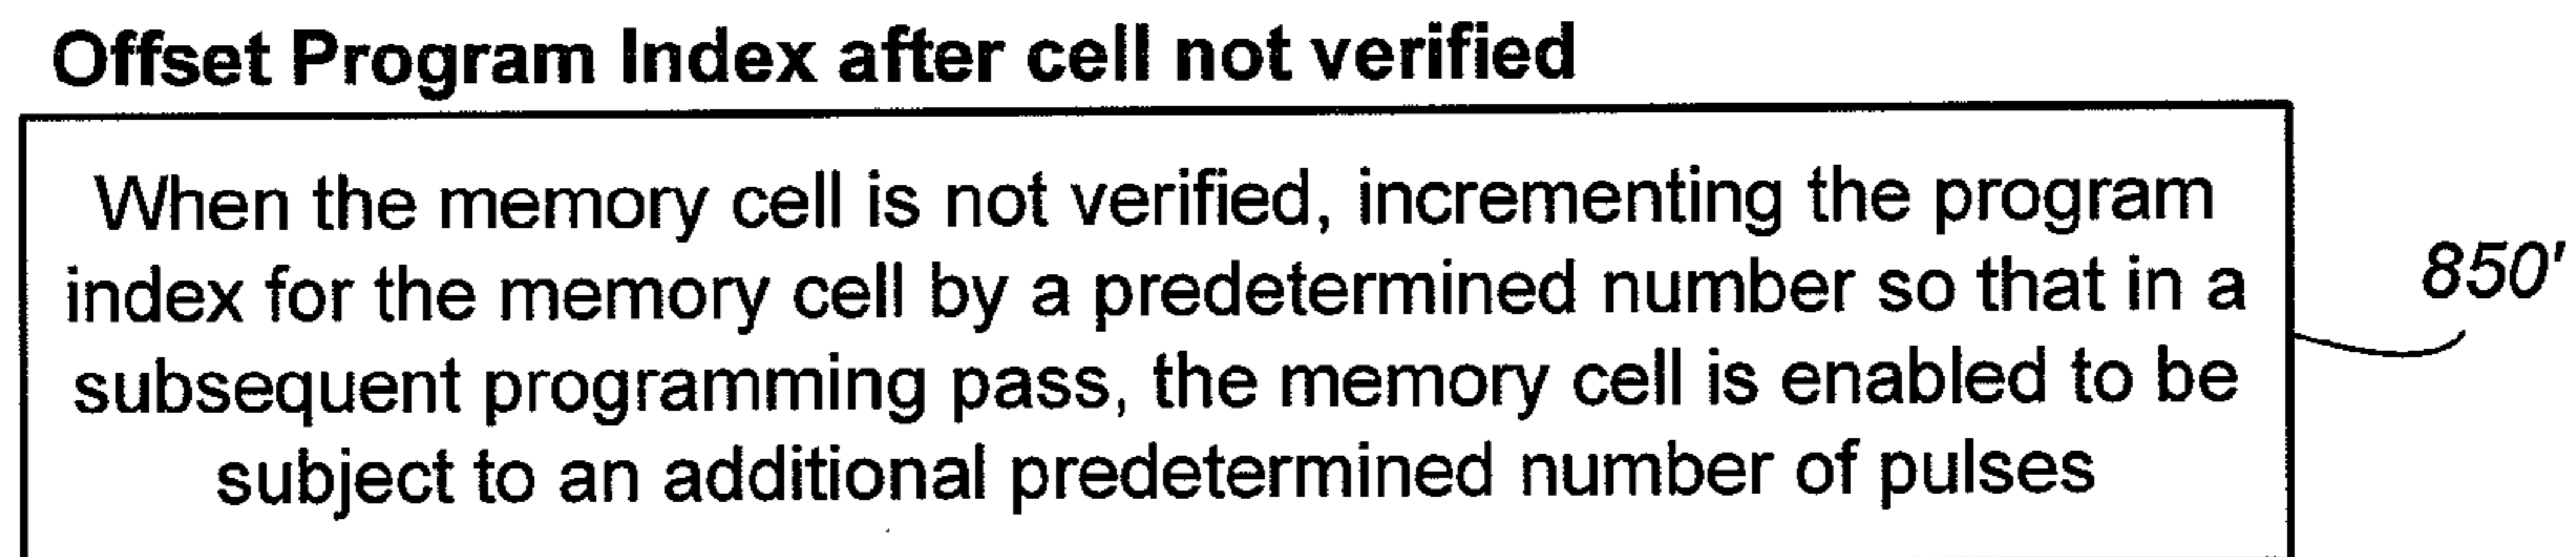 Offset Program Index after cell not verified
When the memory cell is not verified, incrementing the program
index for the memory cell by a predetermined number so that in a
subsequent programming pass, the memory cell is enabled to be
subject to an additional predetermined number of pulses
850'